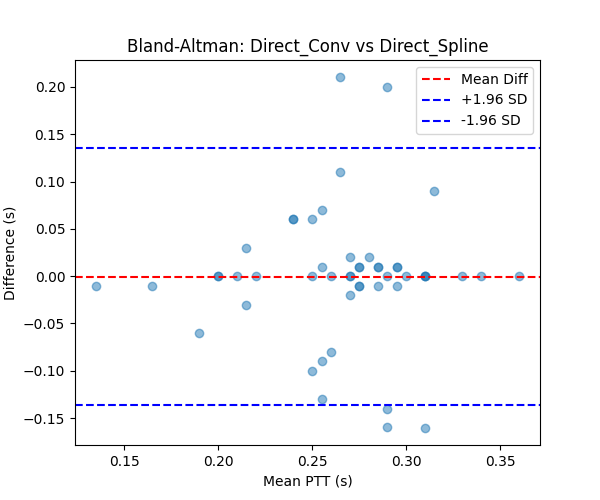 Bland-Altman: Direct_Conv vs Direct_Spline
Mean Diff
+1.96 SD
-1.96 SD
Difference (s)
0.20
0.15
0.10
0.05
0.00
−0.05
−0.10
−0.15
0.15
0.20
0.25
0.30
0.35
Mean PTT (s)